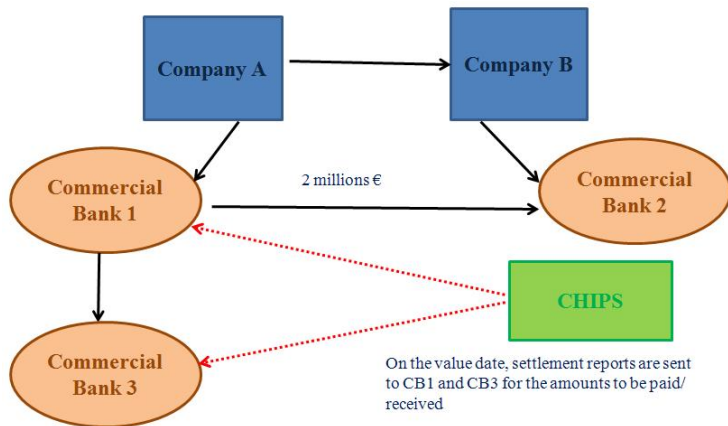 Company A
Company B
2 millions €
Commercial
Bank 1
Commercial
Bank 2
CHIPS
Commercial
Bank 3
On the value date, settlement reports are sent
to CB1 and CB3 for the amounts to be paid/
received